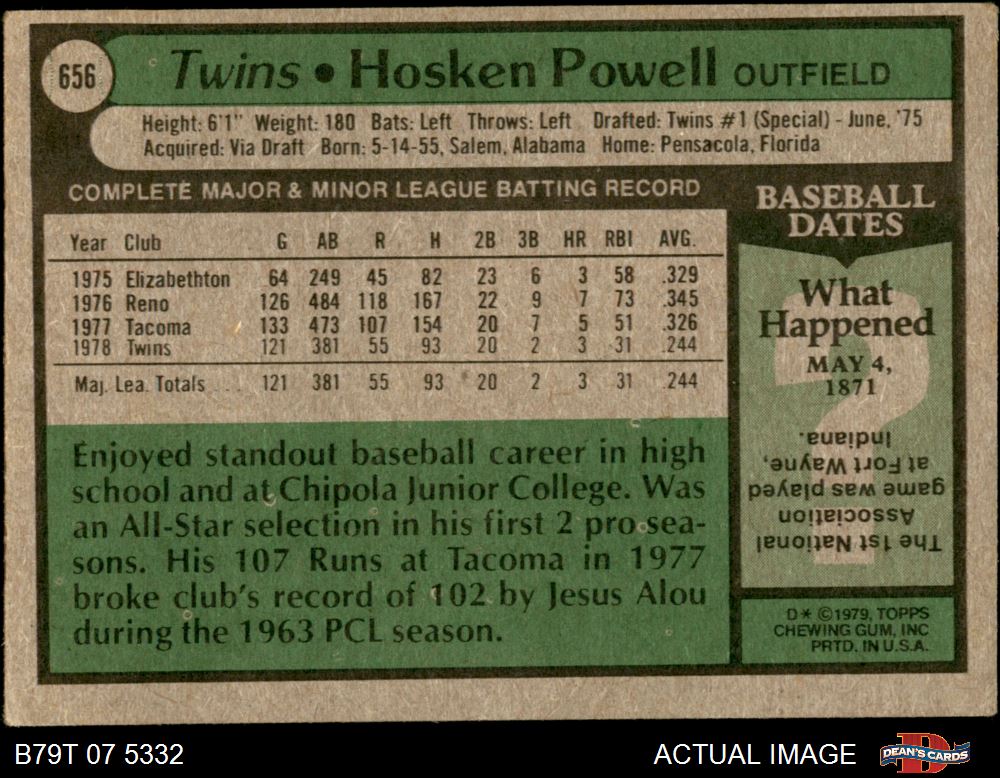 656
Twins • Hosken Powell OUTFIELD
Height: 6'1" Weight: 180 Bats: Left Throws: Left Drafted: Twins #1 (Special) - June, '75
Acquired: Via Draft Born: 5-14-55, Salem, Alabama Home: Pensacola, Florida
COMPLETE MAJOR & MINOR LEAGUE BATTING RECORD
Year Club G AB R H 2B 3B HR RBI AVG.
1975 Elizabethton 64 249 45 82 23 6 3 58 .329
1976 Reno 126 484 118 167 22 9 7 73 .345
1977 Tacoma 133 473 107 154 20 7 5 51 .326
1978 Twins 121 381 55 93 20 2 3 31 .244
Maj. Lea. Totals ... 121 381 55 93 20 2 3 31 .244
Enjoyed standout baseball career in high
school and at Chipola Junior College. Was
an All-Star selection in his first 2 pro sea-
sons. His 107 Runs at Tacoma in 1977
broke club's record of 102 by Jesus Alou
during the 1963 PCL season.
BASEBALL
DATES
What
Happened
MAY 4,
1871
?
The 1st National
Association
game was played
at Fort Wayne,
Indiana.
D* ©1979, TOPPS
CHEWING GUM, INC
PRTD. IN U.S.A.
B79T 07 5332
ACTUAL IMAGE
D
DEAN'S CARDS